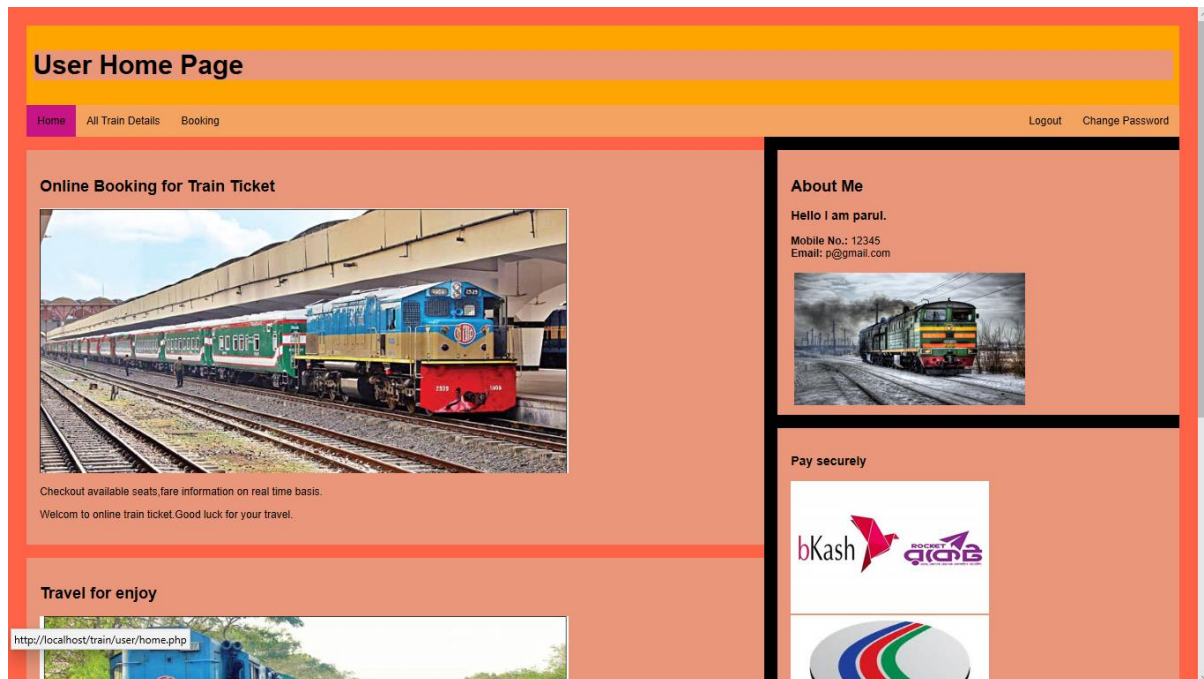 User Home Page
Home
All Train Details
Booking
Logout
Change Password
Online Booking for Train Ticket
Checkout available seats,fare information on real time basis.
Welcom to online train ticket.Good luck for your travel.
Travel for enjoy
http://localhost/train/user/home.php
About Me
Hello I am parul.
Mobile No.: 12345
Email: p@gmail.com
Pay securely
bKash
ROCKET
রকেট